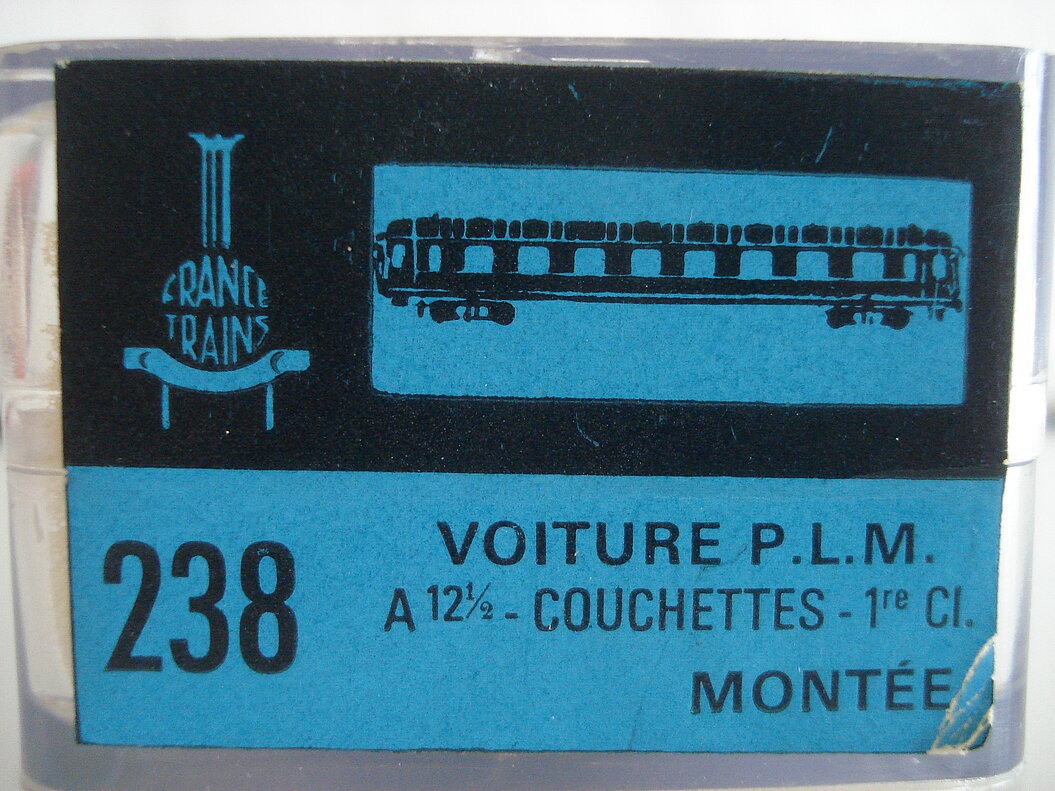 FRANCE
TRAINS
238
VOITURE P.L.M.
A 12½ - COUCHETTES - 1re Cl.
MONTÉE